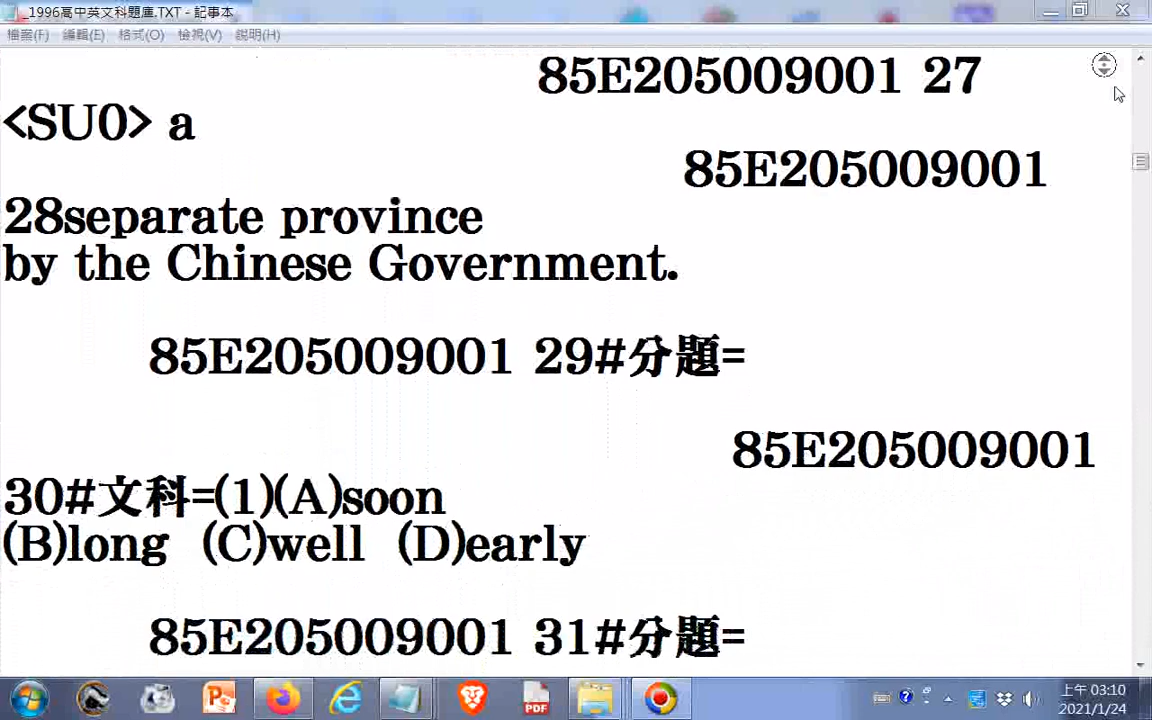 _1996高中英文科題庫.TXT - 記事本
檔案(F) 編輯(E) 格式(O) 檢視(V) 說明(H)
85E205009001 27
<SU0> a
85E205009001
28separate province
by the Chinese Government.
85E205009001 29#分題=
85E205009001
30#文科=(1)(A)soon
(B)long (C)well (D)early
85E205009001 31#分題=
PDF
上午 03:10
2021/1/24